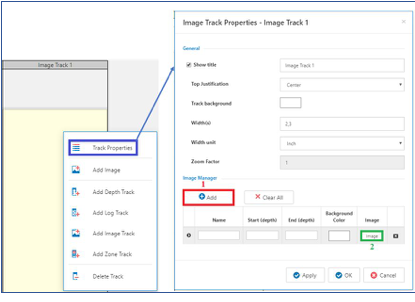 Image Track 1
Track Properties
Add Image
Add Depth Track
Add Log Track
Add Image Track
Add Zone Track
Delete Track
Image Track Properties - Image Track 1
×
General
Show title
Image Track 1
Top Justification
Center
Track background
Width(s)
2,3
Width unit
Inch
Zoom Factor
1
Image Manager
1
Add
Clear All
Name Start (depth) End (depth) Background Color Image
Image
2
Apply OK Cancel